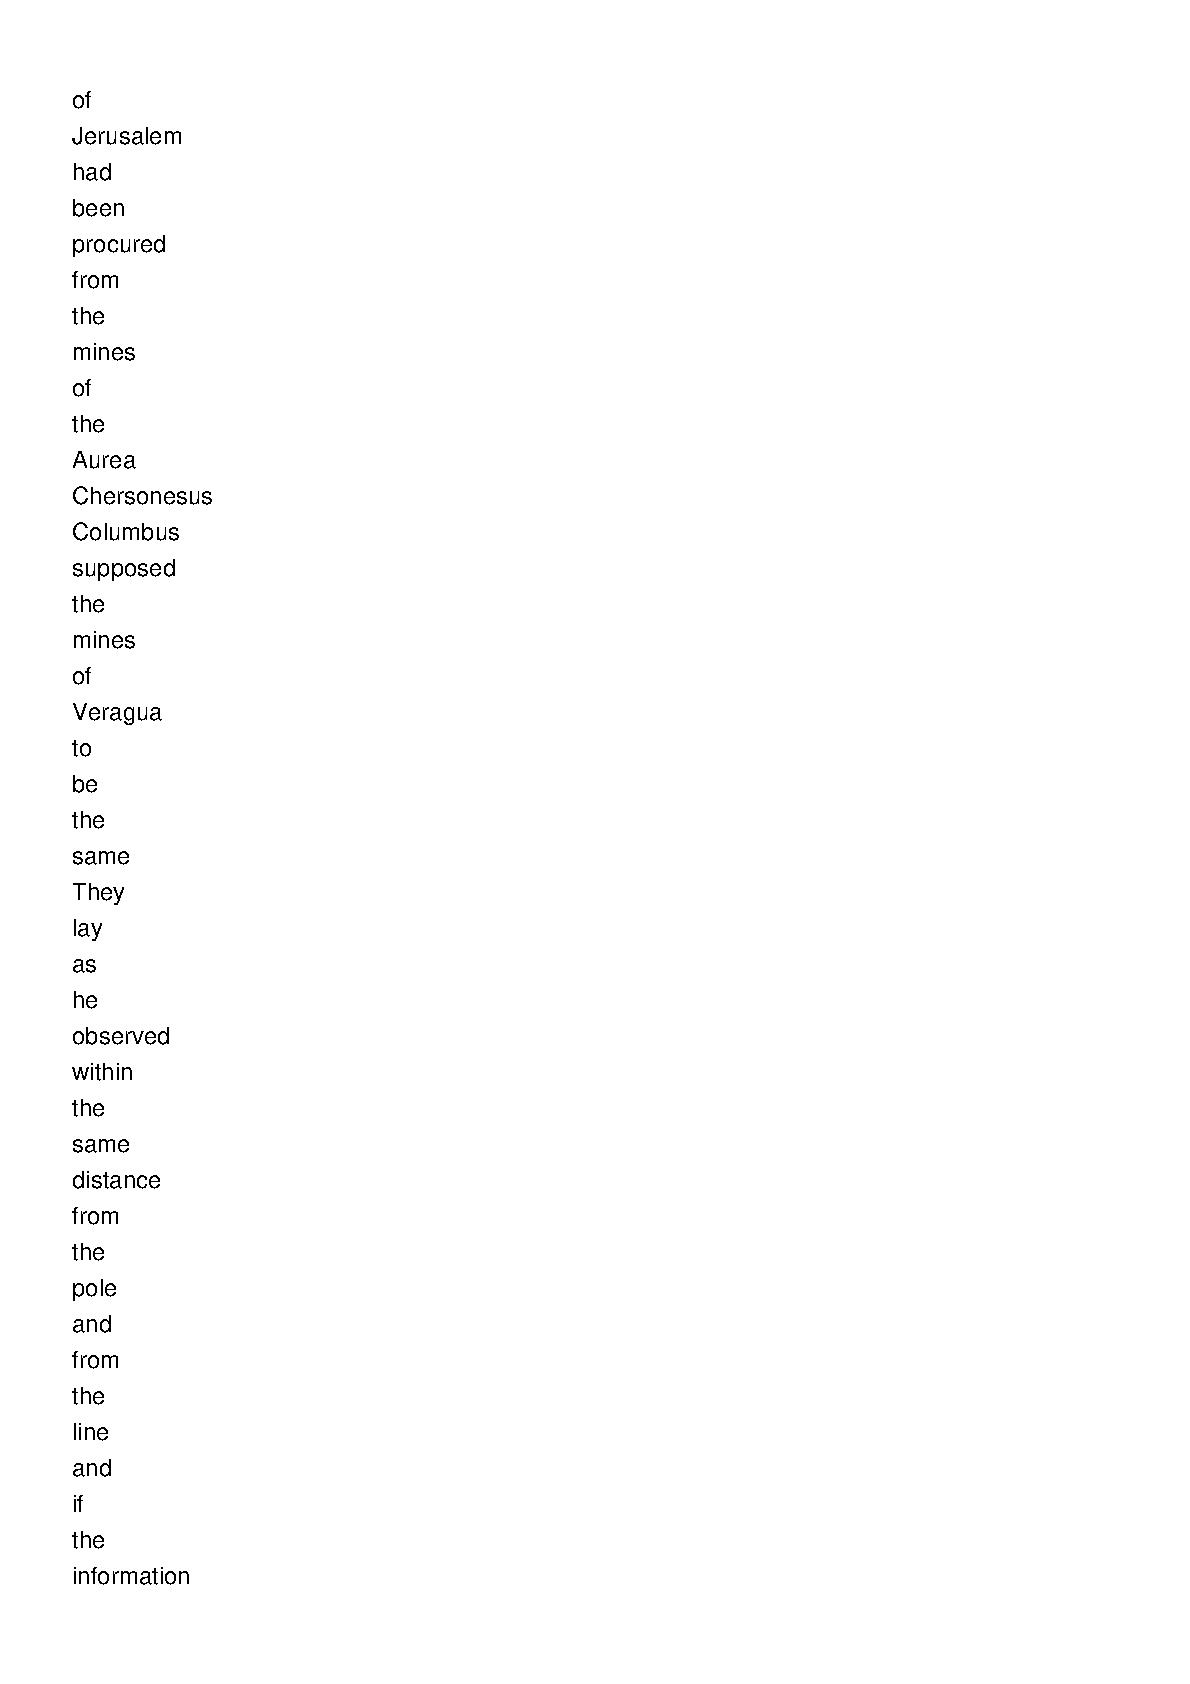 of
Jerusalem
had
been
procured
from
the
mines
of
the
Aurea
Chersonesus
Columbus
supposed
the
mines
of
Veragua
to
be
the
same
They
lay
as
he
observed
within
the
same
distance
from
the
pole
and
from
the
line
and
if
the
information